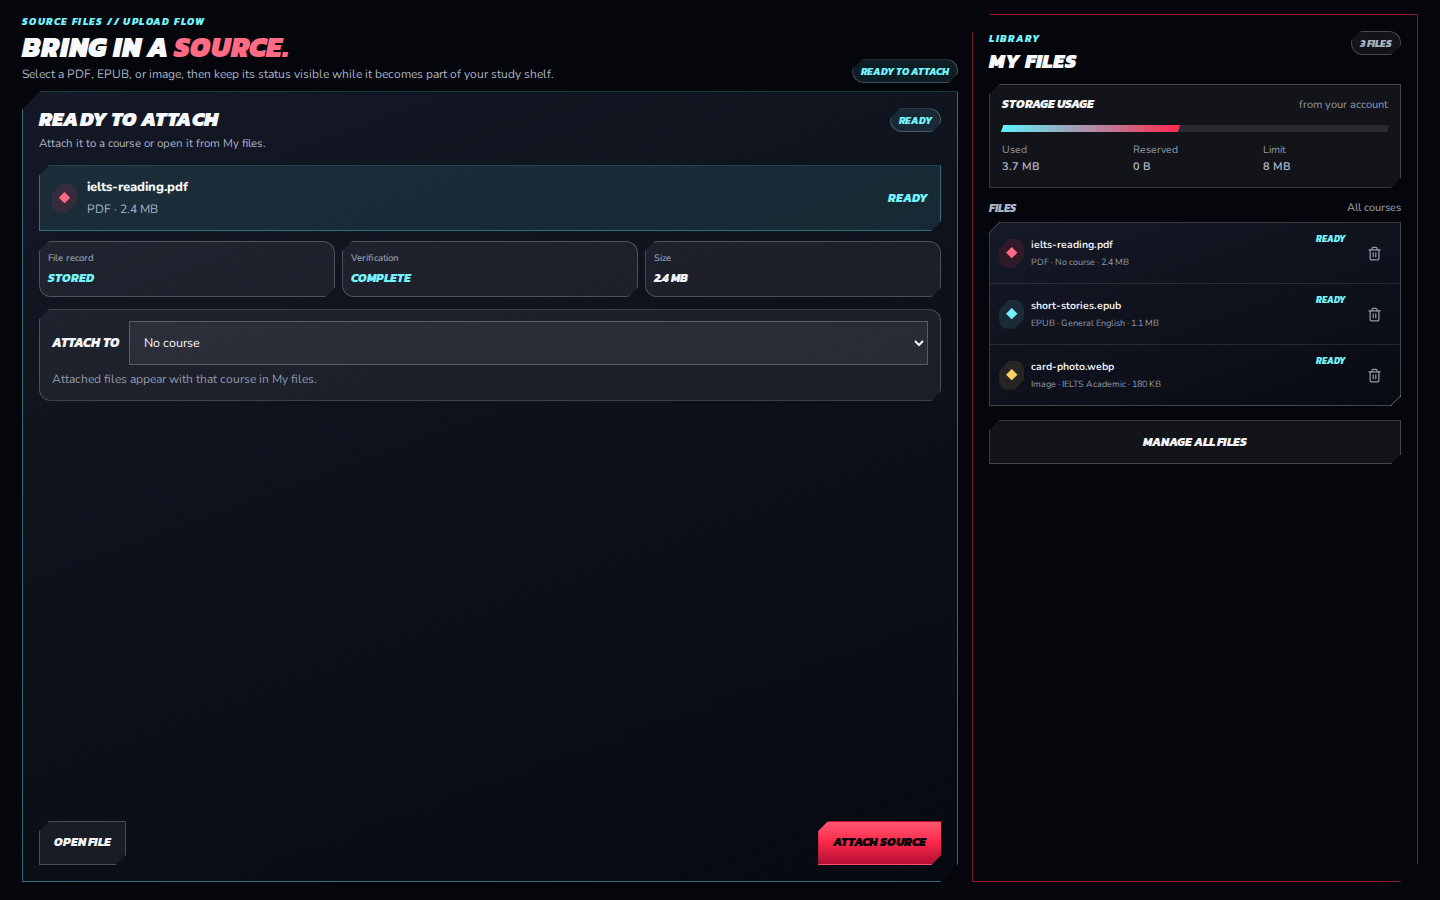 SOURCE FILES // UPLOAD FLOW
BRING IN A SOURCE.
Select a PDF, EPUB, or image, then keep its status visible while it becomes part of your study shelf.
READY TO ATTACH
READY TO ATTACH
READY
Attach it to a course or open it from My files.
ielts-reading.pdf
PDF · 2.4 MB
READY
File record
STORED
Verification
COMPLETE
Size
2.4 MB
ATTACH TO
No course
Attached files appear with that course in My files.
OPEN FILE
ATTACH SOURCE
LIBRARY
MY FILES
3 FILES
STORAGE USAGE
from your account
Used
3.7 MB
Reserved
0 B
Limit
8 MB
FILES
All courses
ielts-reading.pdf
PDF · No course · 2.4 MB
READY
short-stories.epub
EPUB · General English · 1.1 MB
READY
card-photo.webp
Image · IELTS Academic · 180 KB
READY
MANAGE ALL FILES